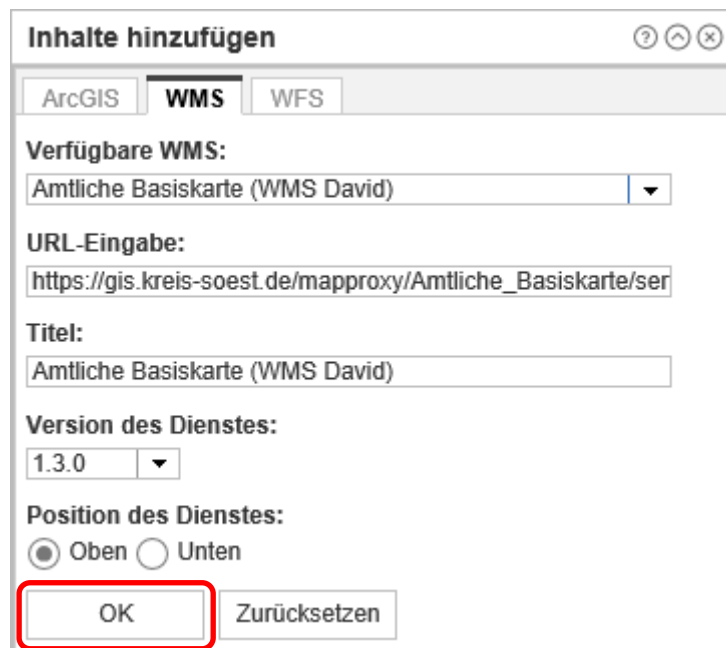 Inhalte hinzufügen
ArcGIS WMS WFS
Verfügbare WMS:
Amtliche Basiskarte (WMS David)
URL-Eingabe:
https://gis.kreis-soest.de/mapproxy/Amtliche_Basiskarte/ser
Titel:
Amtliche Basiskarte (WMS David)
Version des Dienstes:
1.3.0
Position des Dienstes:
Oben Unten
OK Zurücksetzen